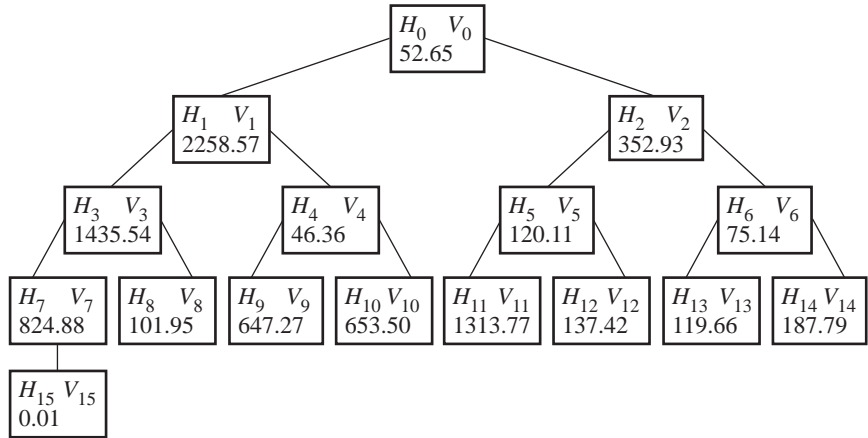 H₀ V₀
52.65
H₁ V₁
2258.57
H₂ V₂
352.93
H₃ V₃
1435.54
H₄ V₄
46.36
H₅ V₅
120.11
H₆ V₆
75.14
H₇ V₇
824.88
H₈ V₈
101.95
H₉ V₉
647.27
H₁₀ V₁₀
653.50
H₁₁ V₁₁
1313.77
H₁₂ V₁₂
137.42
H₁₃ V₁₃
119.66
H₁₄ V₁₄
187.79
H₁₅ V₁₅
0.01